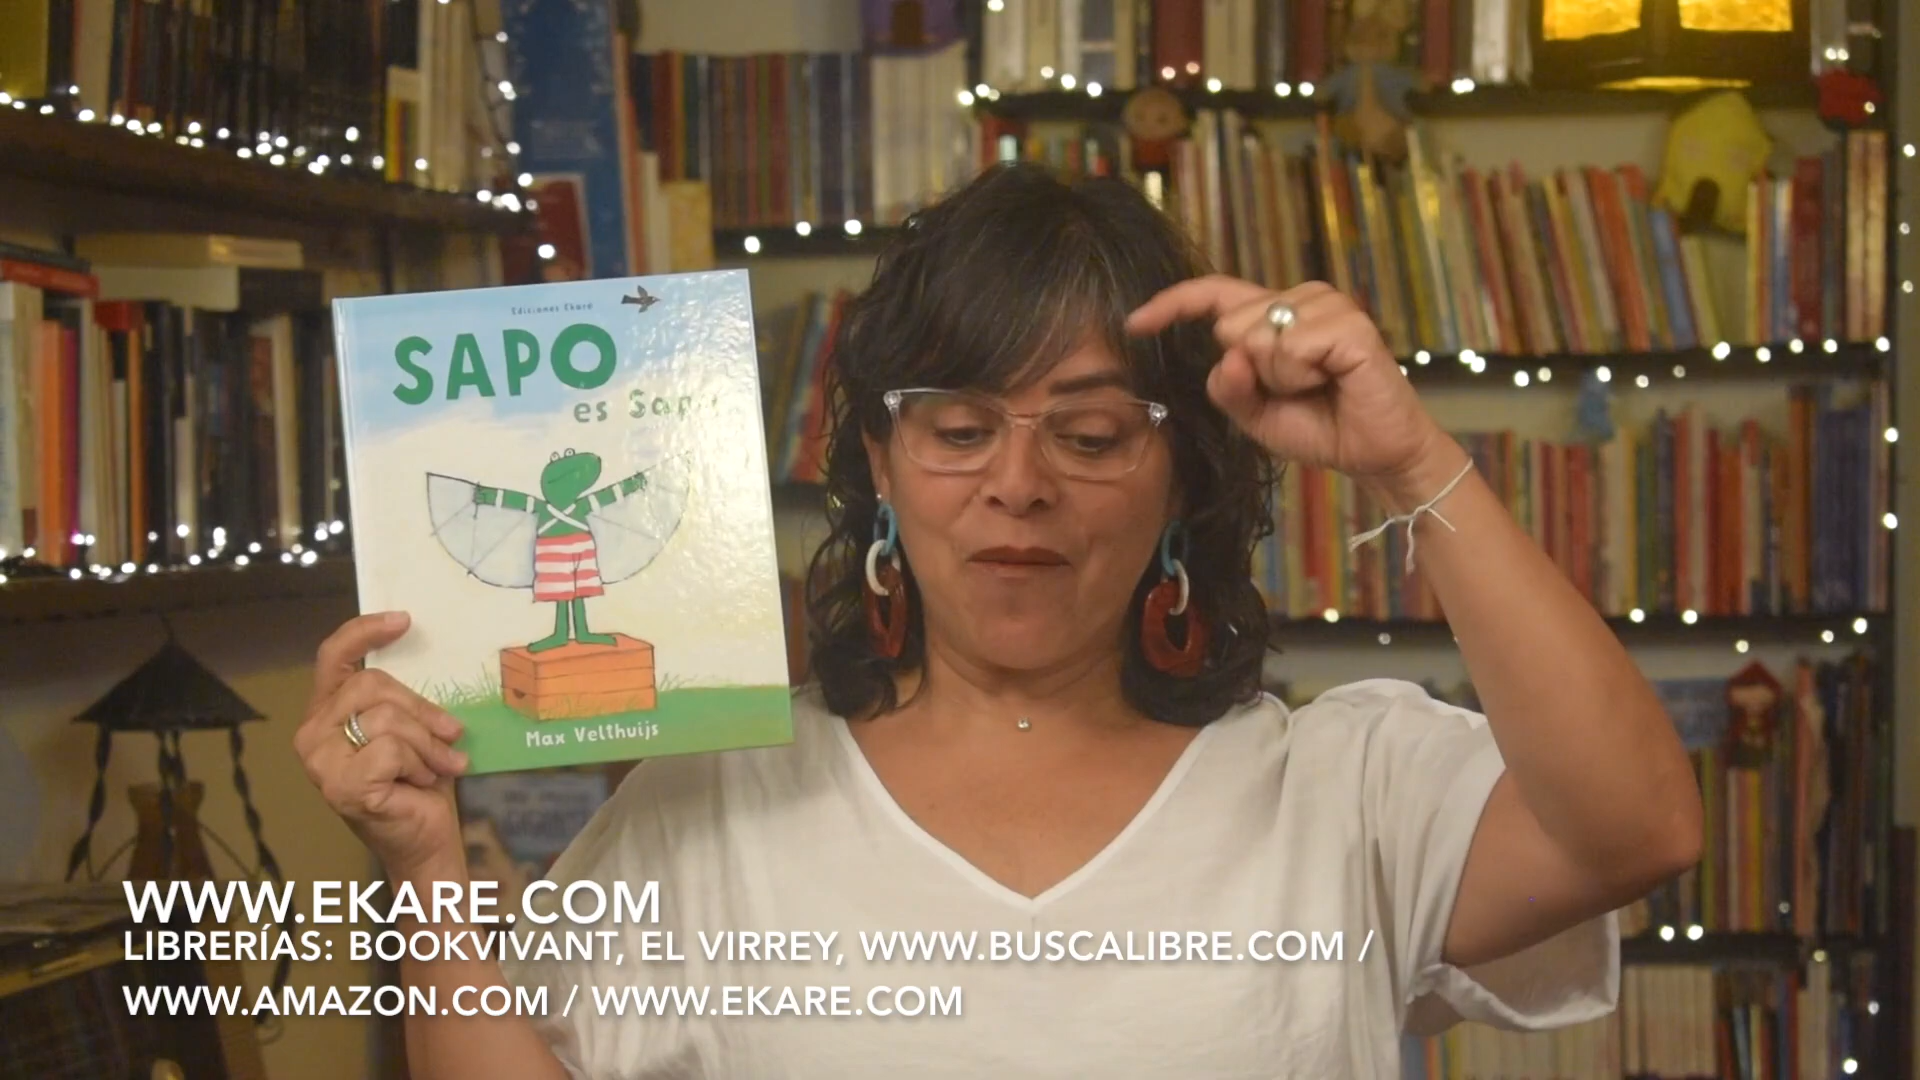 Ediciones Ekaré
SAPO
es Sapo
Max Velthuijs
WWW.EKARE.COM
LIBRERÍAS: BOOKVIVANT, EL VIRREY, WWW.BUSCALIBRE.COM /
WWW.AMAZON.COM / WWW.EKARE.COM